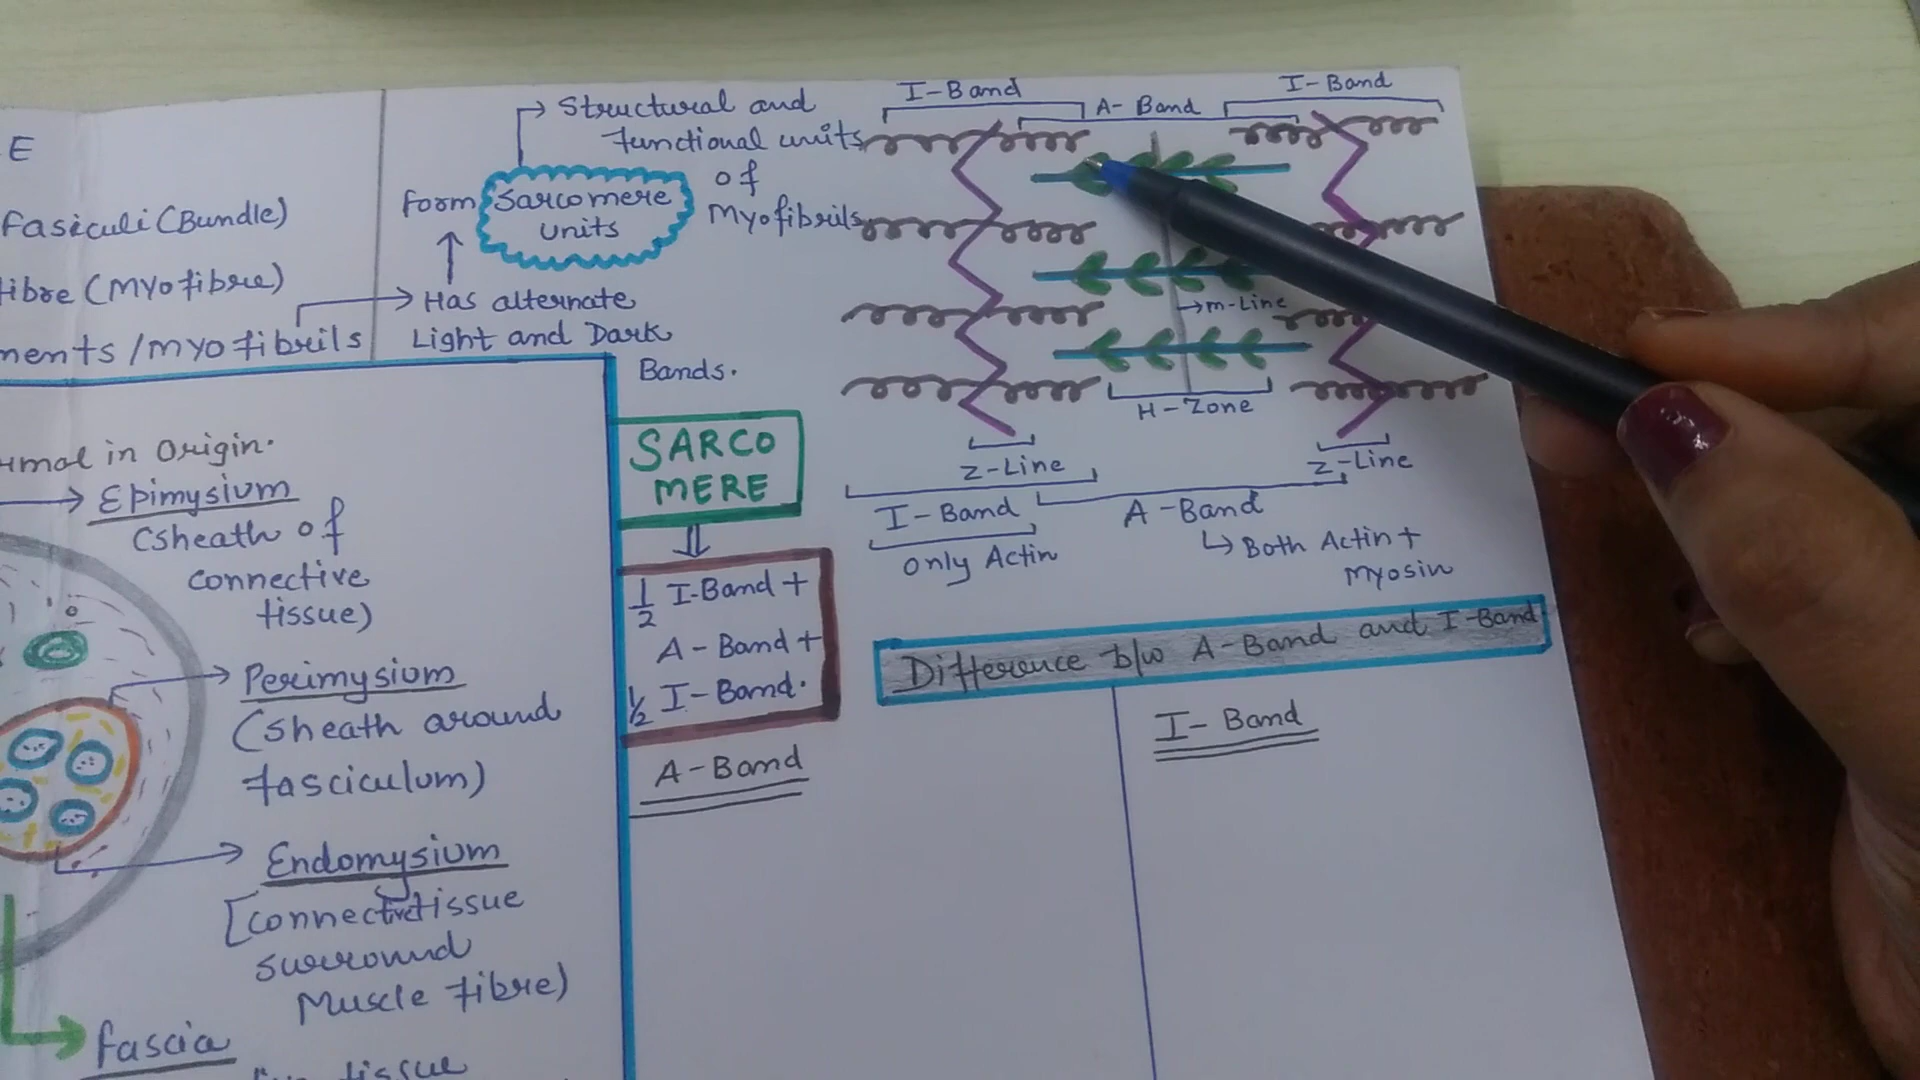 E
fasiculi (Bundle)
fibre (Myofibre)
ments / myofibrils
Structural and
functional units
of
Myofibrils
form
Sarcomere
units
Has alternate
Light and Dark
Bands.
I-Band
A-Band
I-Band
m-Line
H-Zone
Z-Line
Z-Line
I-Band
A-Band
only Actin
Both Actin +
Myosin
rmal in Origin.
Epimysium
(sheath of
connective
tissue)
Perimysium
(sheath around
fasciculum)
Endomysium
[connective tissue
surround
Muscle fibre)
fascia
tissue
SARCO
MERE
1/2 I-Band +
A-Band +
1/2 I-Band.
Difference b/w A-Band and I-Band
A-Band
I-Band